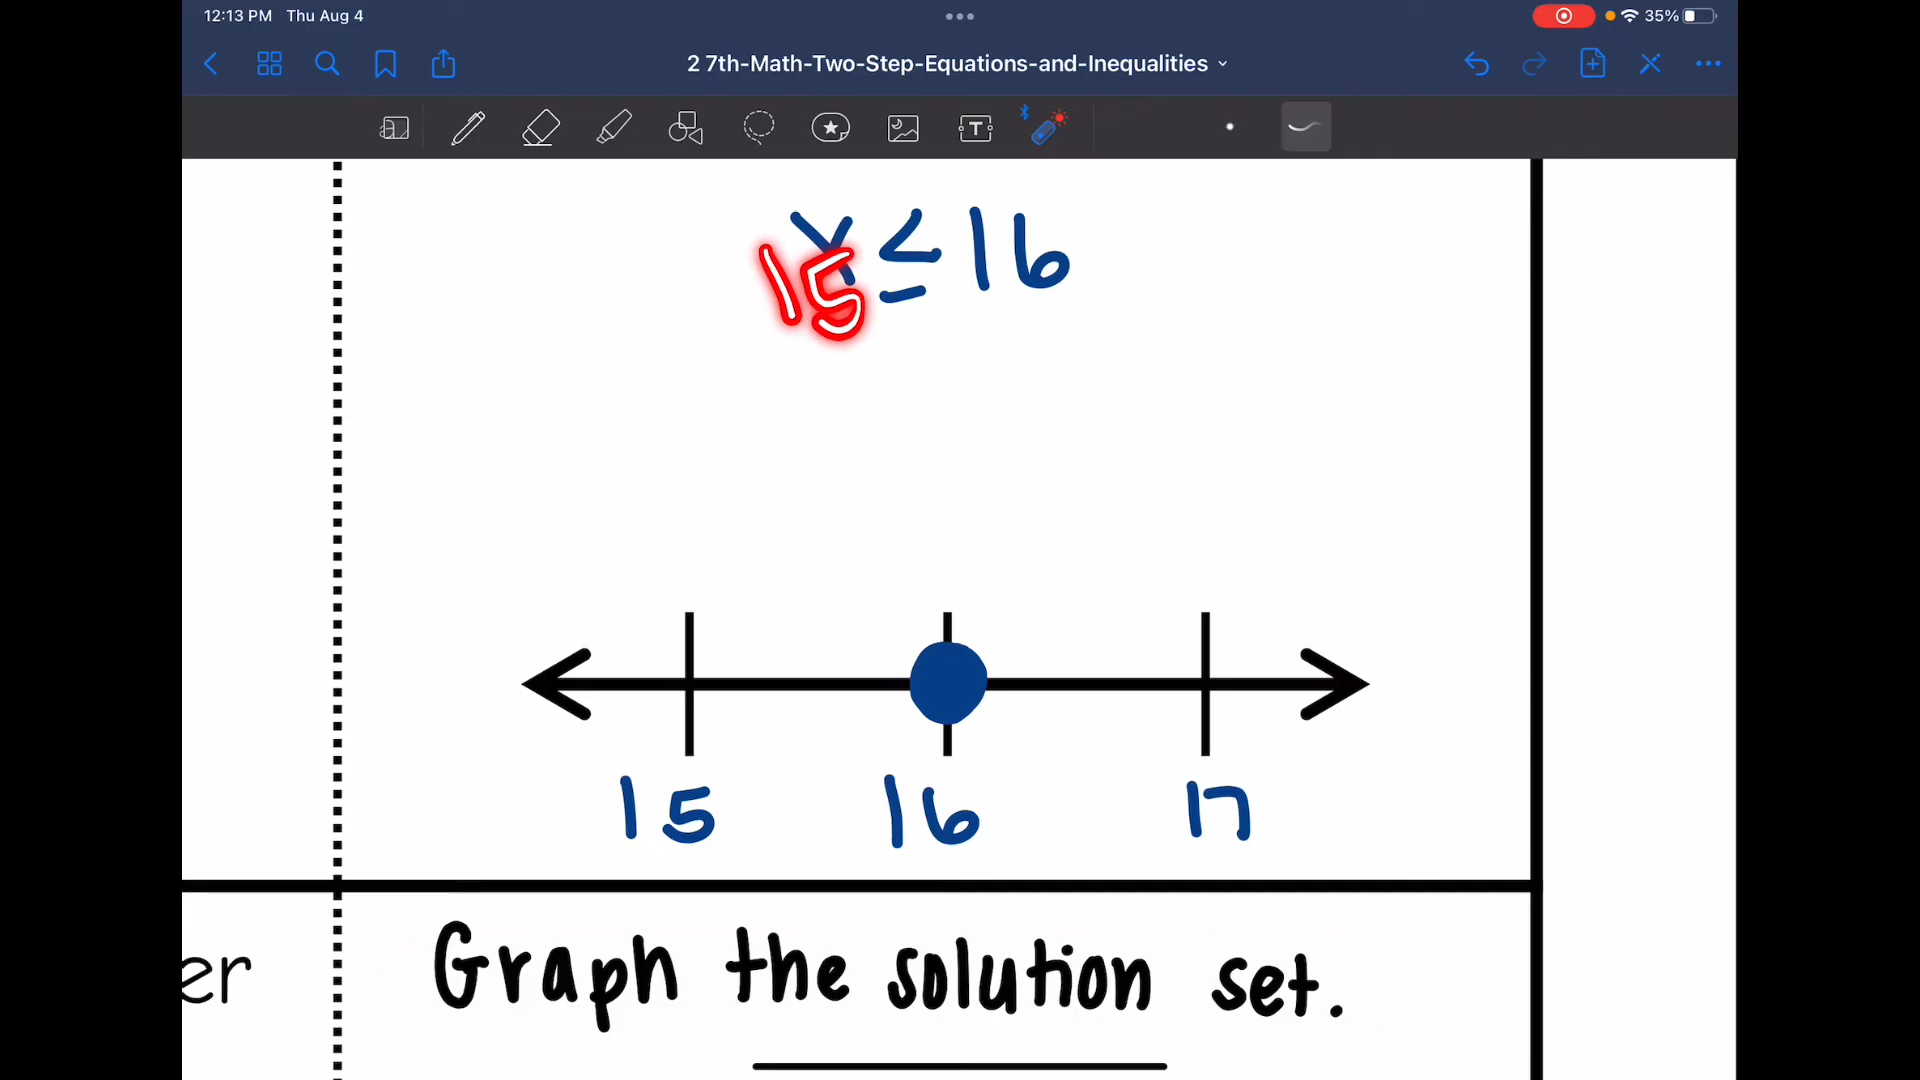 12:13 PM Thu Aug 4
35%
2 7th-Math-Two-Step-Equations-and-Inequalities
x ≤ 16
15
15 16 17
er
Graph the solution set.